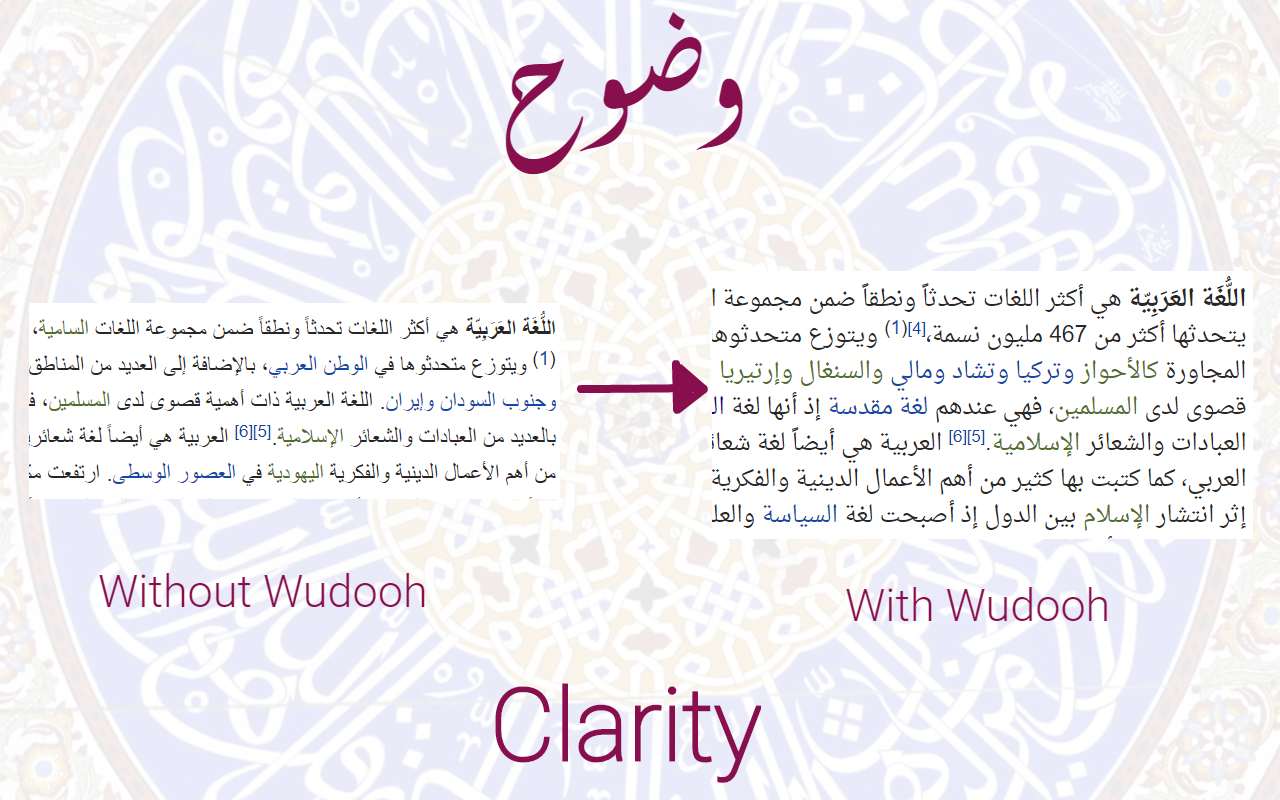 وضوح
اللُّغَة العَرَبِيّة هي أكثر اللغات تحدثاً ونطقاً ضمن مجموعة اللغات السامية،
(1) ويتوزع متحدثوها في الوطن العربي، بالإضافة إلى العديد من المناطق
وجنوب السودان وإيران. اللغة العربية ذات أهمية قصوى لدى المسلمين، ف
بالعديد من العبادات والشعائر الإسلامية.[5][6] العربية هي أيضاً لغة شعائر
من أهم الأعمال الدينية والفكرية اليهودية في العصور الوسطى. ارتفعت
اللُّغَة العَرَبِيّة هي أكثر اللغات تحدثاً ونطقاً ضمن مجموعة ا
يتحدثها أكثر من 467 مليون نسمة،[4](1) ويتوزع متحدثوه
المجاورة كالأحواز وتركيا وتشاد ومالي والسنغال وإرتيريا
قصوى لدى المسلمين، فهي عندهم لغة مقدسة إذ أنها لغة ال
العبادات والشعائر الإسلامية.[5][6] العربية هي أيضاً لغة شعائ
العربي، كما كتبت بها كثير من أهم الأعمال الدينية والفكرية
إثر انتشار الإسلام بين الدول إذ أصبحت لغة السياسة والعل
Without Wudooh
With Wudooh
Clarity